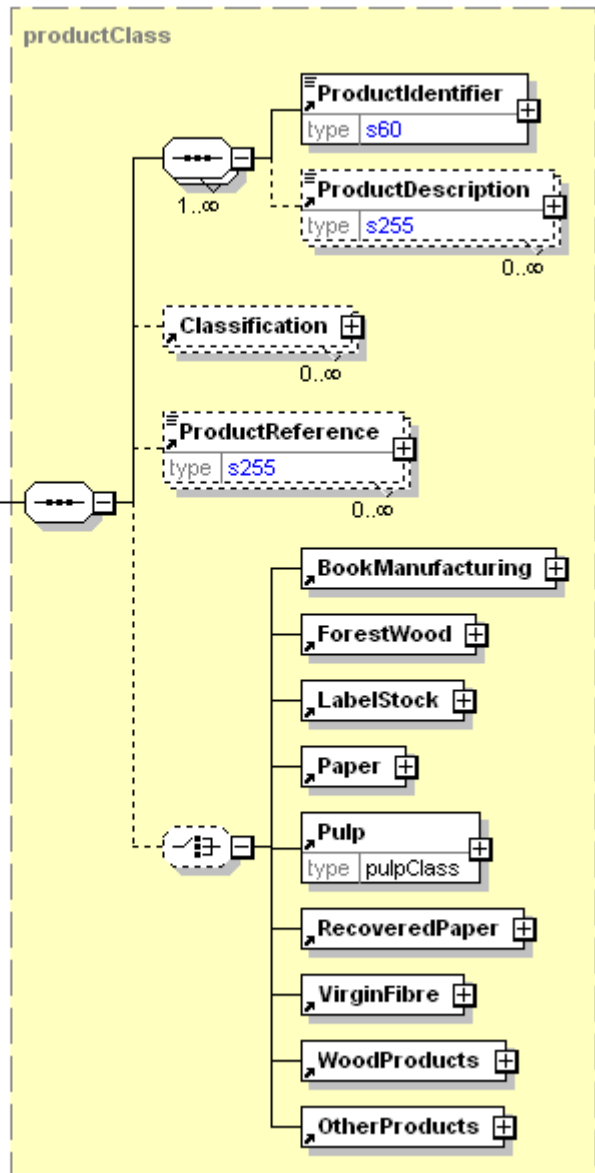 productClass
ProductIdentifier
type s60
1..∞
ProductDescription
type s255
0..∞
Classification
0..∞
ProductReference
type s255
0..∞
BookManufacturing
ForestWood
LabelStock
Paper
Pulp
type pulpClass
RecoveredPaper
VirginFibre
WoodProducts
OtherProducts